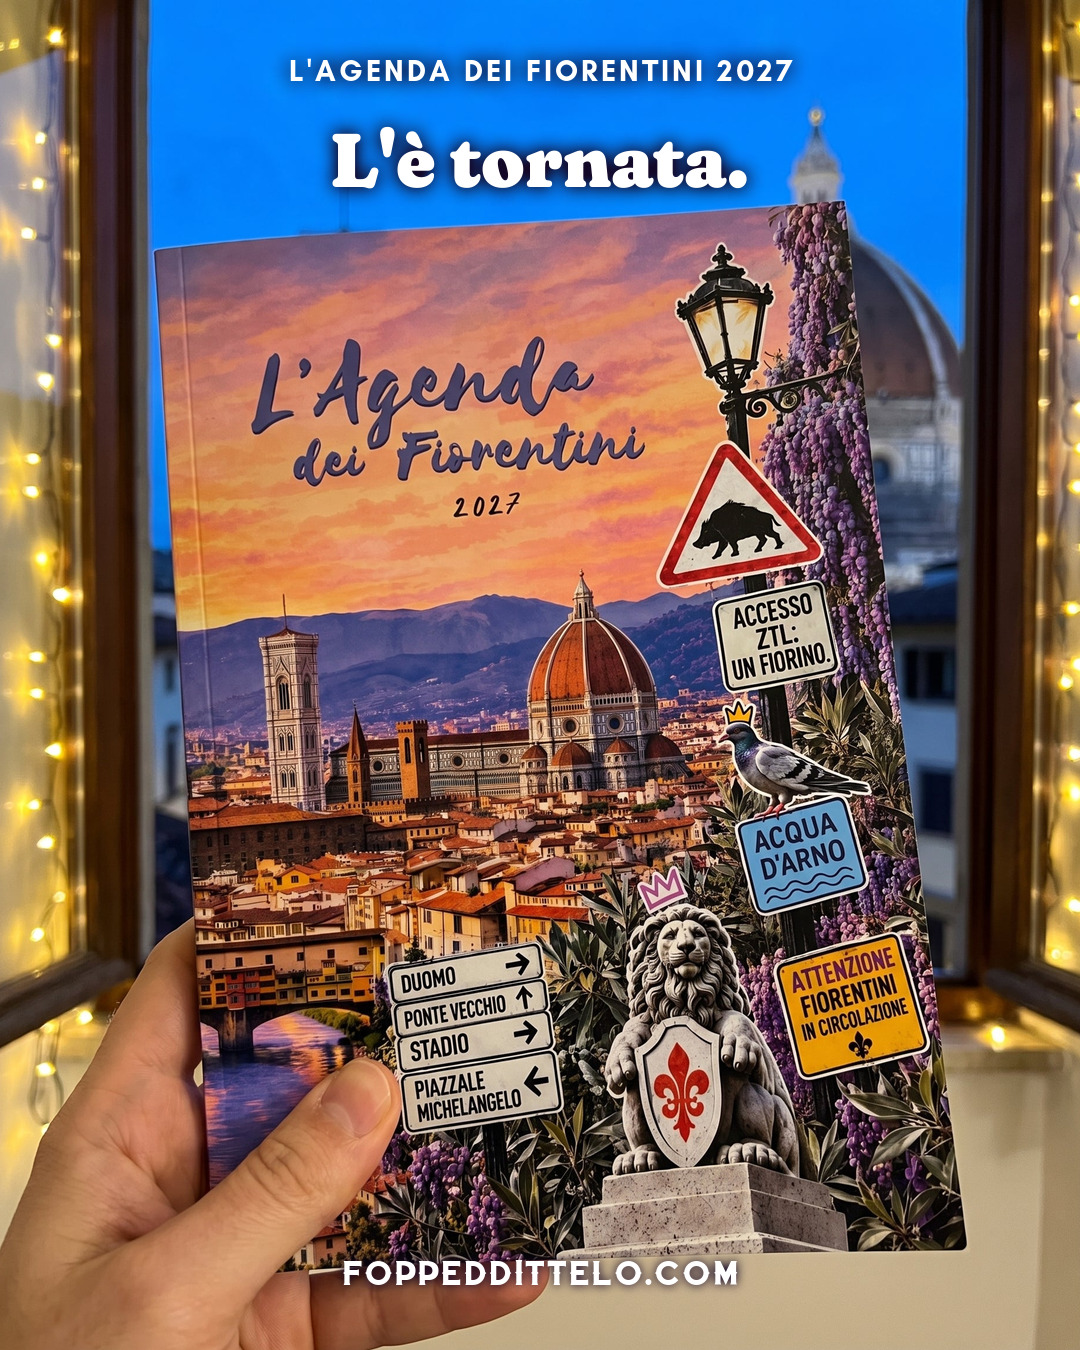 L'AGENDA DEI FIORENTINI 2027
L'è tornata.
L'Agenda
dei Fiorentini
2027
ACCESSO
ZTL:
UN FIORINO.
ACQUA
D'ARNO
ATTENZIONE
FIORENTINI
IN CIRCOLAZIONE
DUOMO
PONTE VECCHIO
STADIO
PIAZZALE
MICHELANGELO
FOPPEDDITTELO.COM